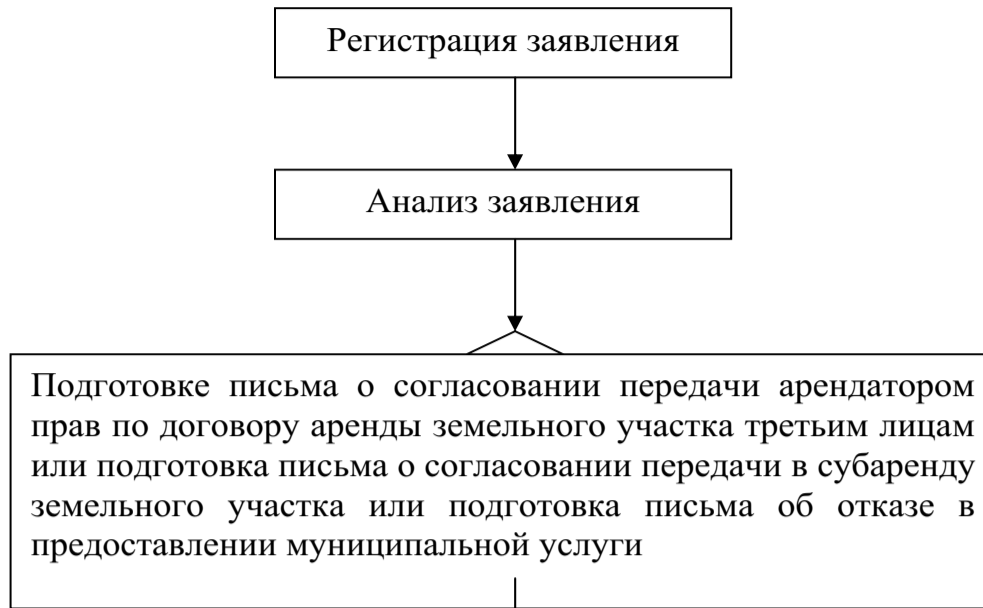 Регистрация заявления
Анализ заявления
Подготовке письма о согласовании передачи арендатором
прав по договору аренды земельного участка третьим лицам
или подготовка письма о согласовании передачи в субаренду
земельного участка или подготовка письма об отказе в
предоставлении муниципальной услуги